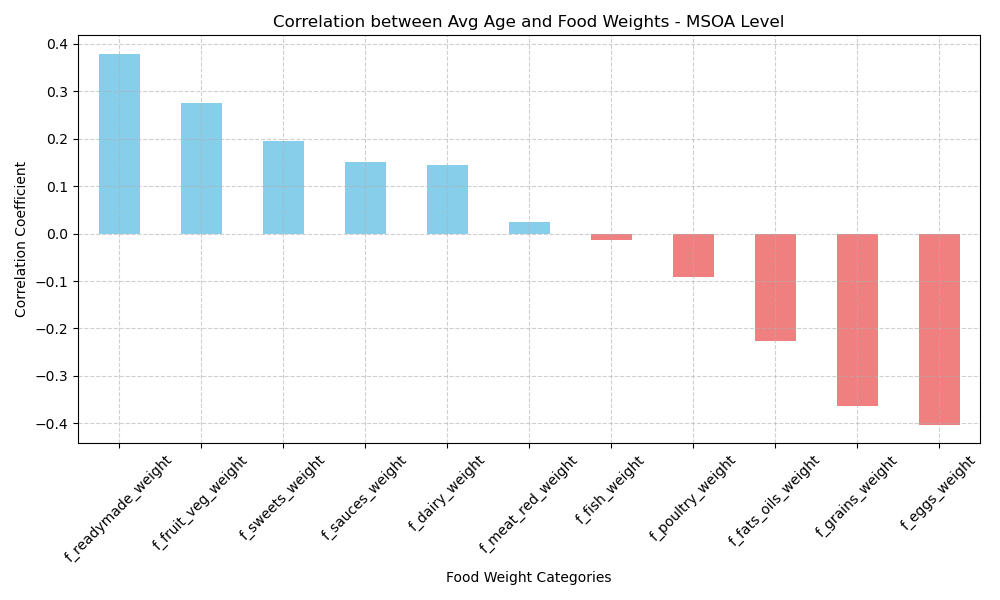 Correlation between Avg Age and Food Weights - MSOA Level
Correlation Coefficient
0.4
0.3
0.2
0.1
0.0
−0.1
−0.2
−0.3
−0.4
f_readymade_weight
f_fruit_veg_weight
f_sweets_weight
f_sauces_weight
f_dairy_weight
f_meat_red_weight
f_fish_weight
f_poultry_weight
f_fats_oils_weight
f_grains_weight
f_eggs_weight
Food Weight Categories